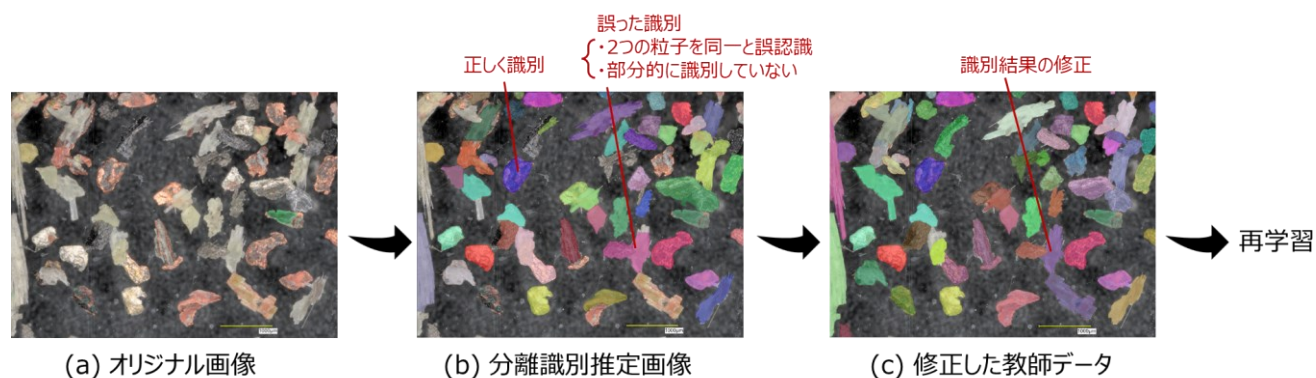 誤った識別
・2つの粒子を同一と誤認識
・部分的に識別していない
正しく識別
識別結果の修正
1000μm
1000μm
1000μm
再学習
(a) オリジナル画像
(b) 分離識別推定画像
(c) 修正した教師データ